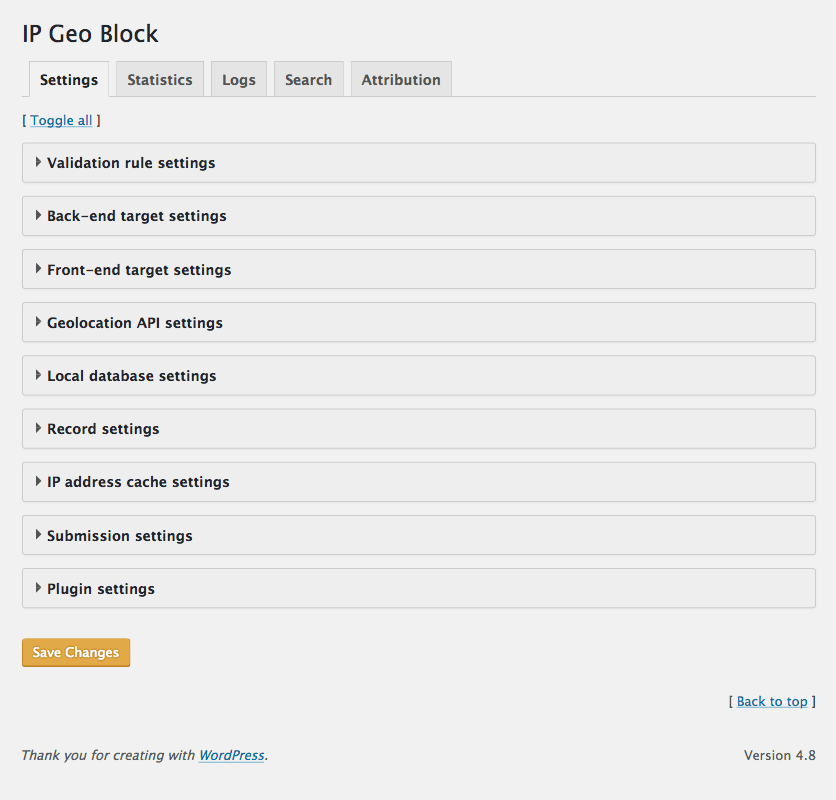 IP Geo Block
Settings Statistics Logs Search Attribution
[ Toggle all ]
Validation rule settings
Back-end target settings
Front-end target settings
Geolocation API settings
Local database settings
Record settings
IP address cache settings
Submission settings
Plugin settings
Save Changes
[ Back to top ]
Thank you for creating with WordPress. Version 4.8